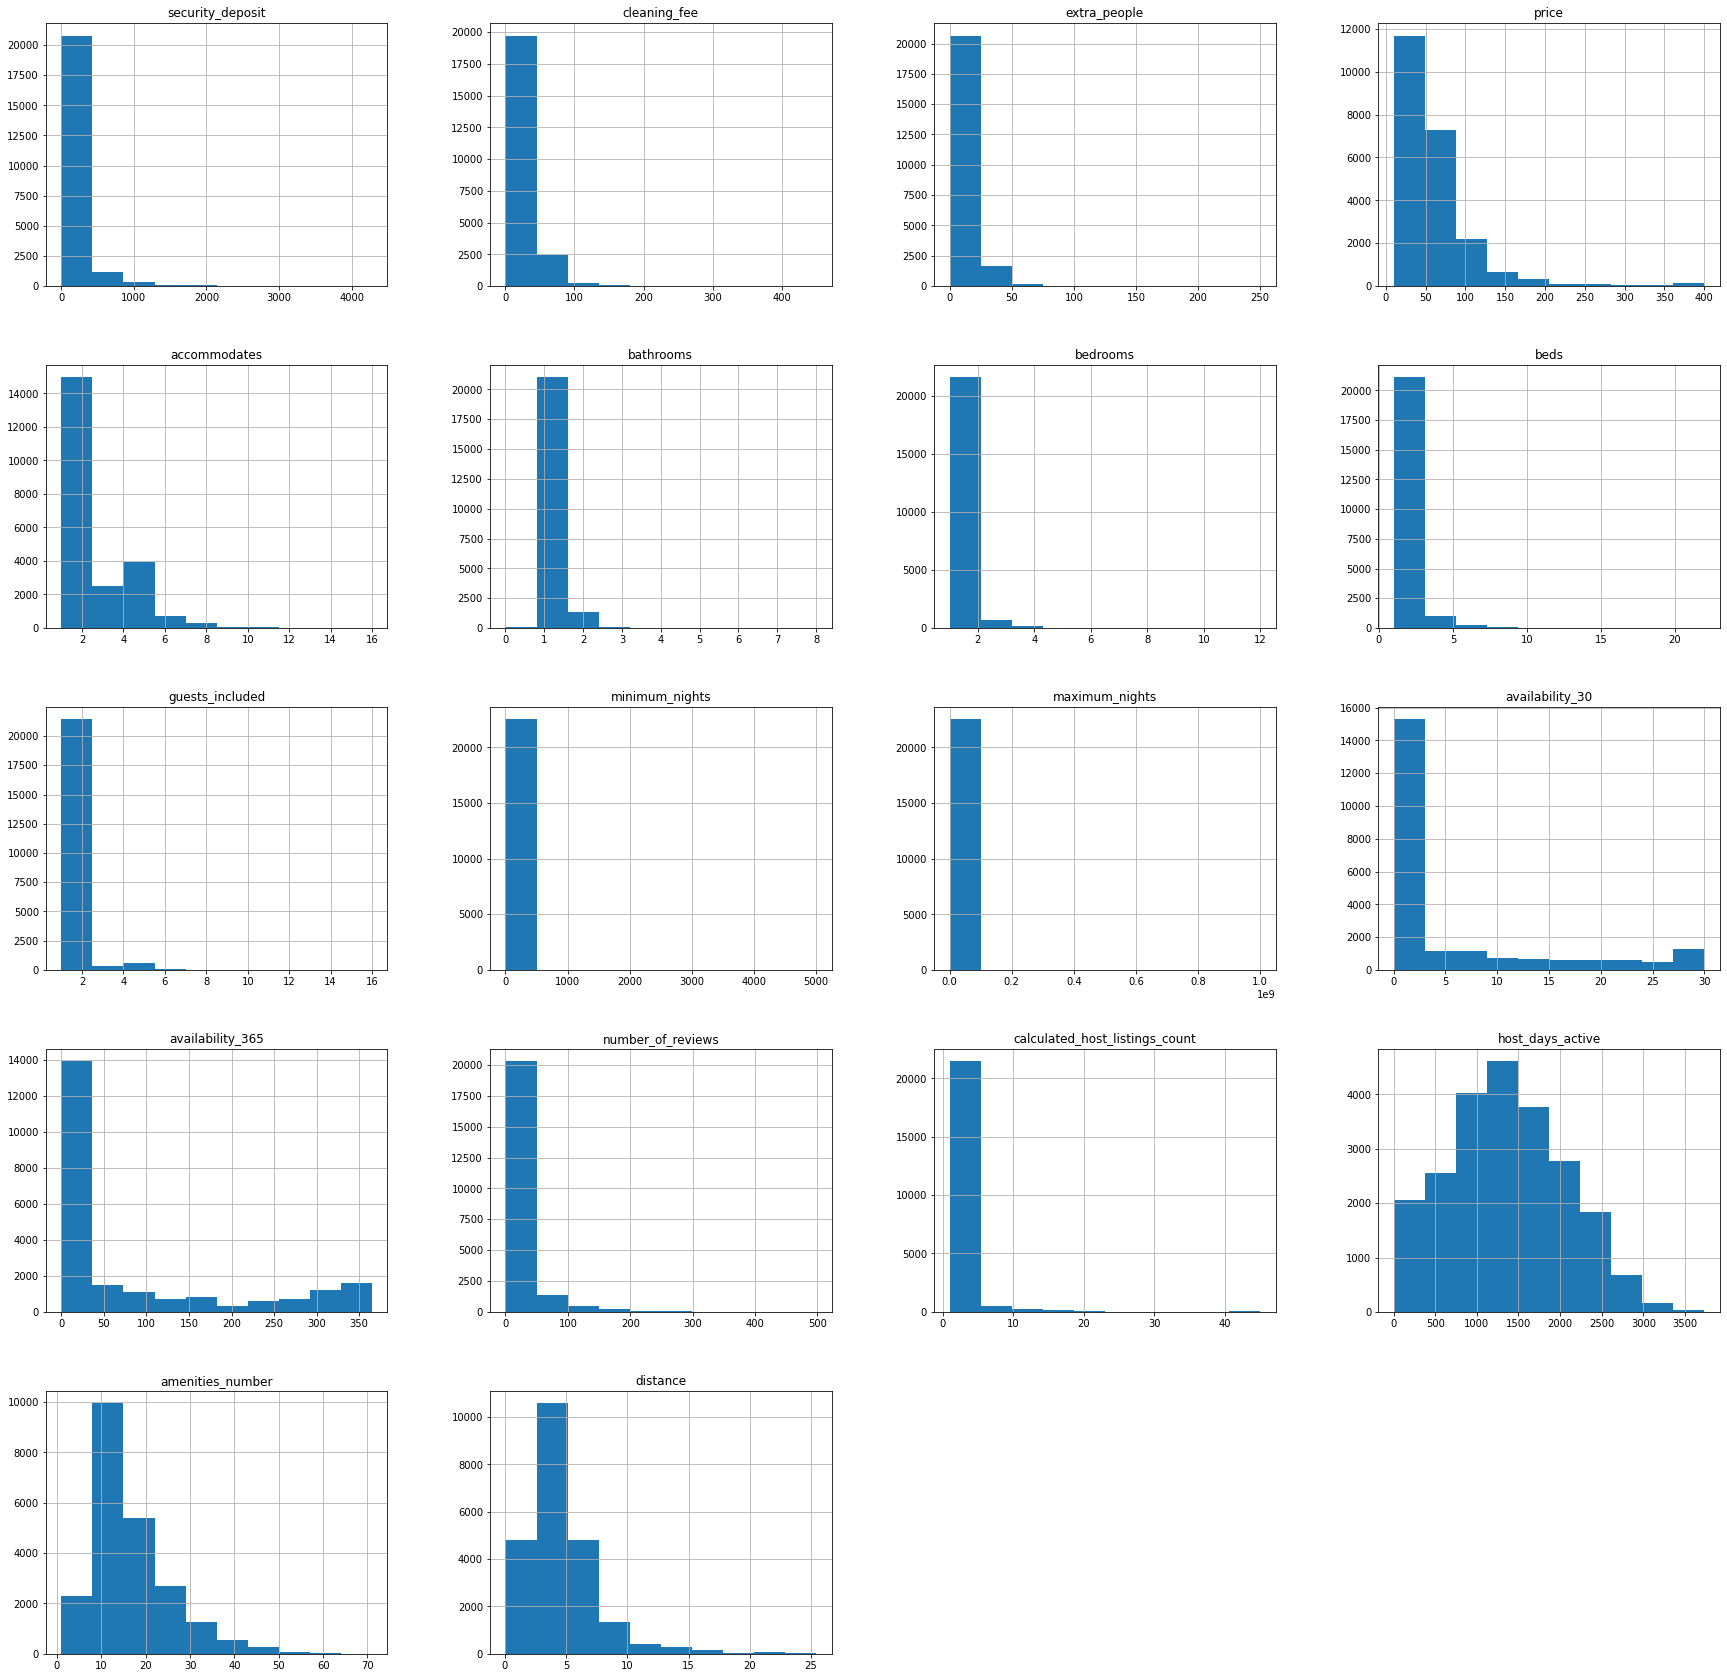 security_deposit cleaning_fee extra_people price
20000 17500 15000 12500 10000 7500 5000 2500 0
0 1000 2000 3000 4000
20000 17500 15000 12500 10000 7500 5000 2500 0
0 100 200 300 400
20000 17500 15000 12500 10000 7500 5000 2500 0
0 50 100 150 200 250
12000 10000 8000 6000 4000 2000 0
0 50 100 150 200 250 300 350 400
accommodates bathrooms bedrooms beds
14000 12000 10000 8000 6000 4000 2000 0
2 4 6 8 10 12 14 16
20000 17500 15000 12500 10000 7500 5000 2500 0
0 1 2 3 4 5 6 7 8
20000 15000 10000 5000 0
2 4 6 8 10 12
20000 17500 15000 12500 10000 7500 5000 2500 0
0 5 10 15 20
guests_included minimum_nights maximum_nights availability_30
20000 17500 15000 12500 10000 7500 5000 2500 0
2 4 6 8 10 12 14 16
20000 15000 10000 5000 0
0 1000 2000 3000 4000 5000
20000 15000 10000 5000 0
0.0 0.2 0.4 0.6 0.8 1.0
1e9
16000 14000 12000 10000 8000 6000 4000 2000 0
0 5 10 15 20 25 30
availability_365 number_of_reviews calculated_host_listings_count host_days_active
14000 12000 10000 8000 6000 4000 2000 0
0 50 100 150 200 250 300 350
20000 17500 15000 12500 10000 7500 5000 2500 0
0 100 200 300 400 500
20000 15000 10000 5000 0
0 10 20 30 40
4000 3000 2000 1000 0
0 500 1000 1500 2000 2500 3000 3500
amenities_number distance
10000 8000 6000 4000 2000 0
0 10 20 30 40 50 60 70
10000 8000 6000 4000 2000 0
0 5 10 15 20 25